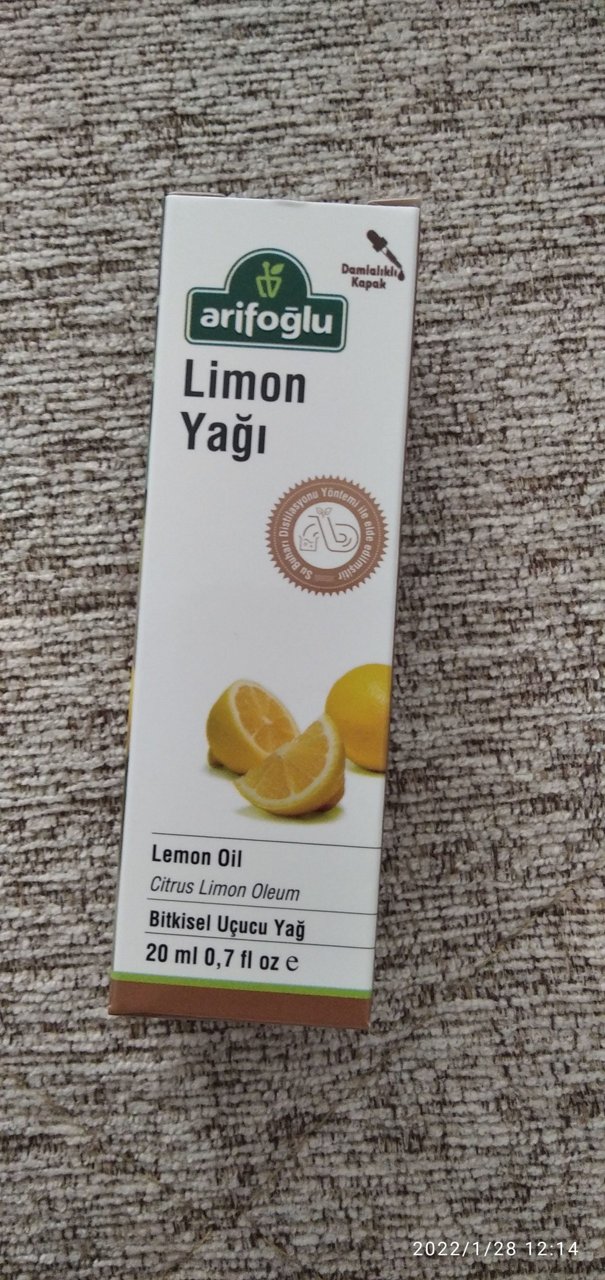 Damlalıklı
Kapak
arifoğlu
Limon
Yağı
Su Buharı Distilasyonu Yöntemi ile elde edilmiştir
Lemon Oil
Citrus Limon Oleum
Bitkisel Uçucu Yağ
20 ml 0,7 fl oz e
2022/1/28 12:14